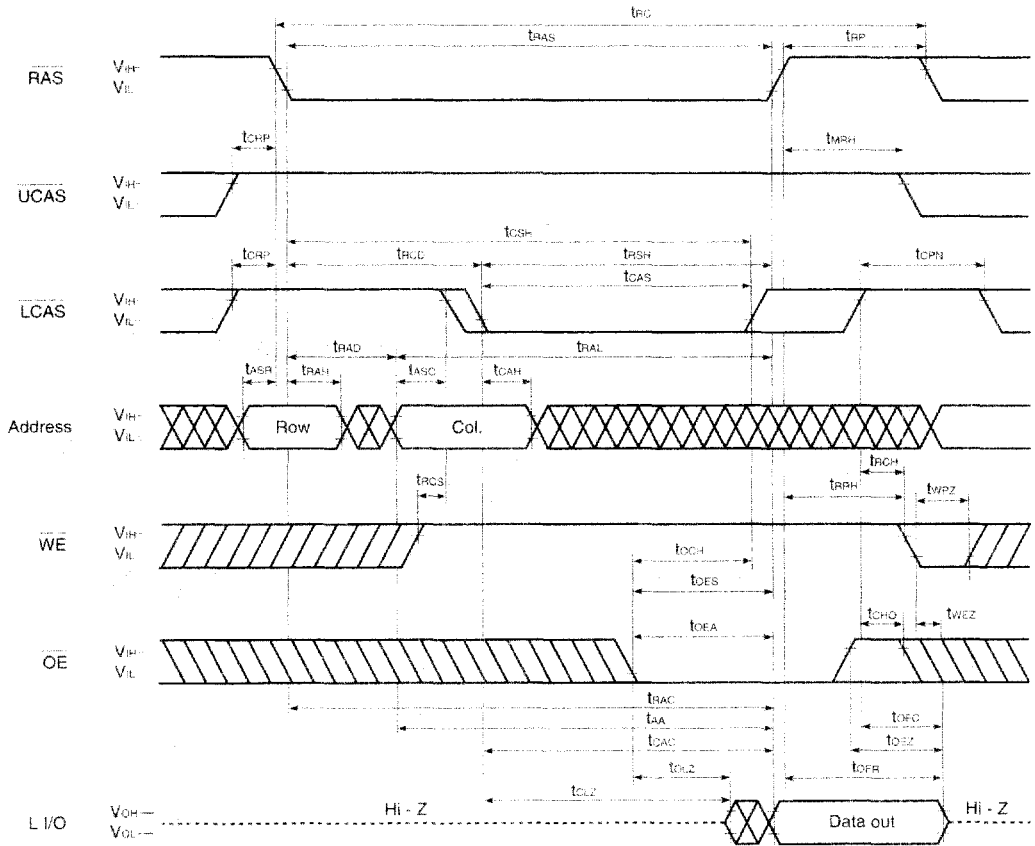 tRC
tRAS
tRP
RAS
VIH
VIL
tCRP
tMRH
UCAS
VIH
VIL
tCSH
tCRP
tRCD
tRSH
tCPN
tCAS
LCAS
VIH
VIL
tRAD
tRAL
tASR
tRAH
tASC
tCAH
Address
VIH
VIL
Row
Col.
tRCH
tRCS
tRRH
tWPZ
WE
VIH
VIL
tOCH
tOES
tCHO
tWEZ
tOEA
OE
VIH
VIL
tRAC
tAA
tOFC
tCAC
tOEZ
tOLZ
tOFR
tCLZ
Hi - Z
L I/O
VOH
VOL
Data out
Hi - Z